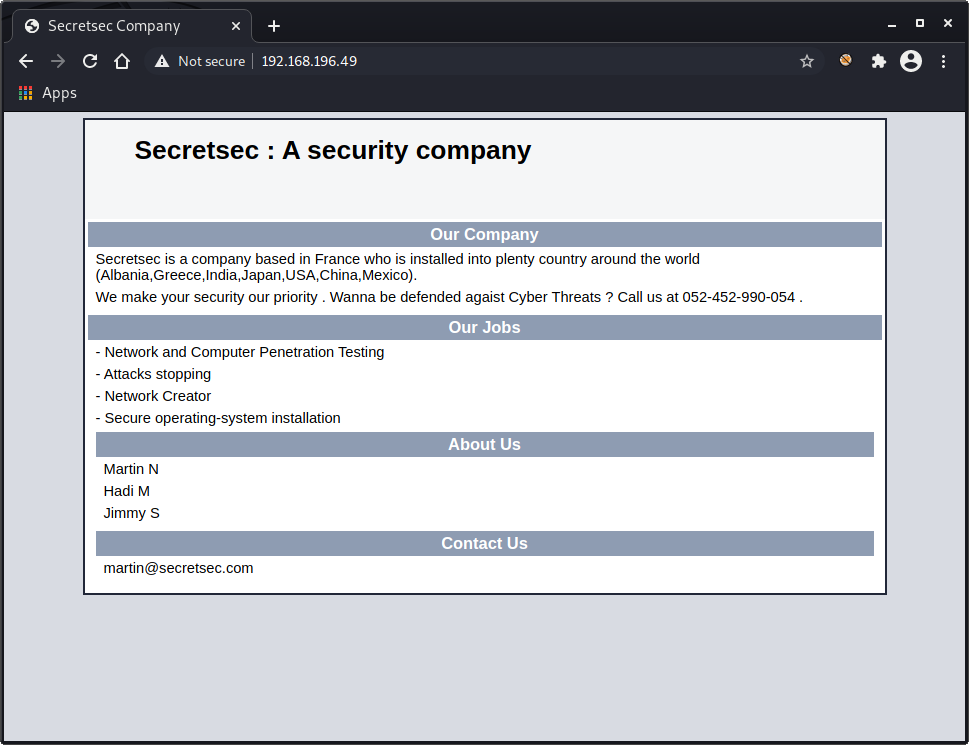 Secretsec Company
Not secure
192.168.196.49
Apps
Secretsec : A security company
Our Company
Secretsec is a company based in France who is installed into plenty country around the world
(Albania,Greece,India,Japan,USA,China,Mexico).
We make your security our priority . Wanna be defended agaist Cyber Threats ? Call us at 052-452-990-054 .
Our Jobs
- Network and Computer Penetration Testing
- Attacks stopping
- Network Creator
- Secure operating-system installation
About Us
Martin N
Hadi M
Jimmy S
Contact Us
martin@secretsec.com